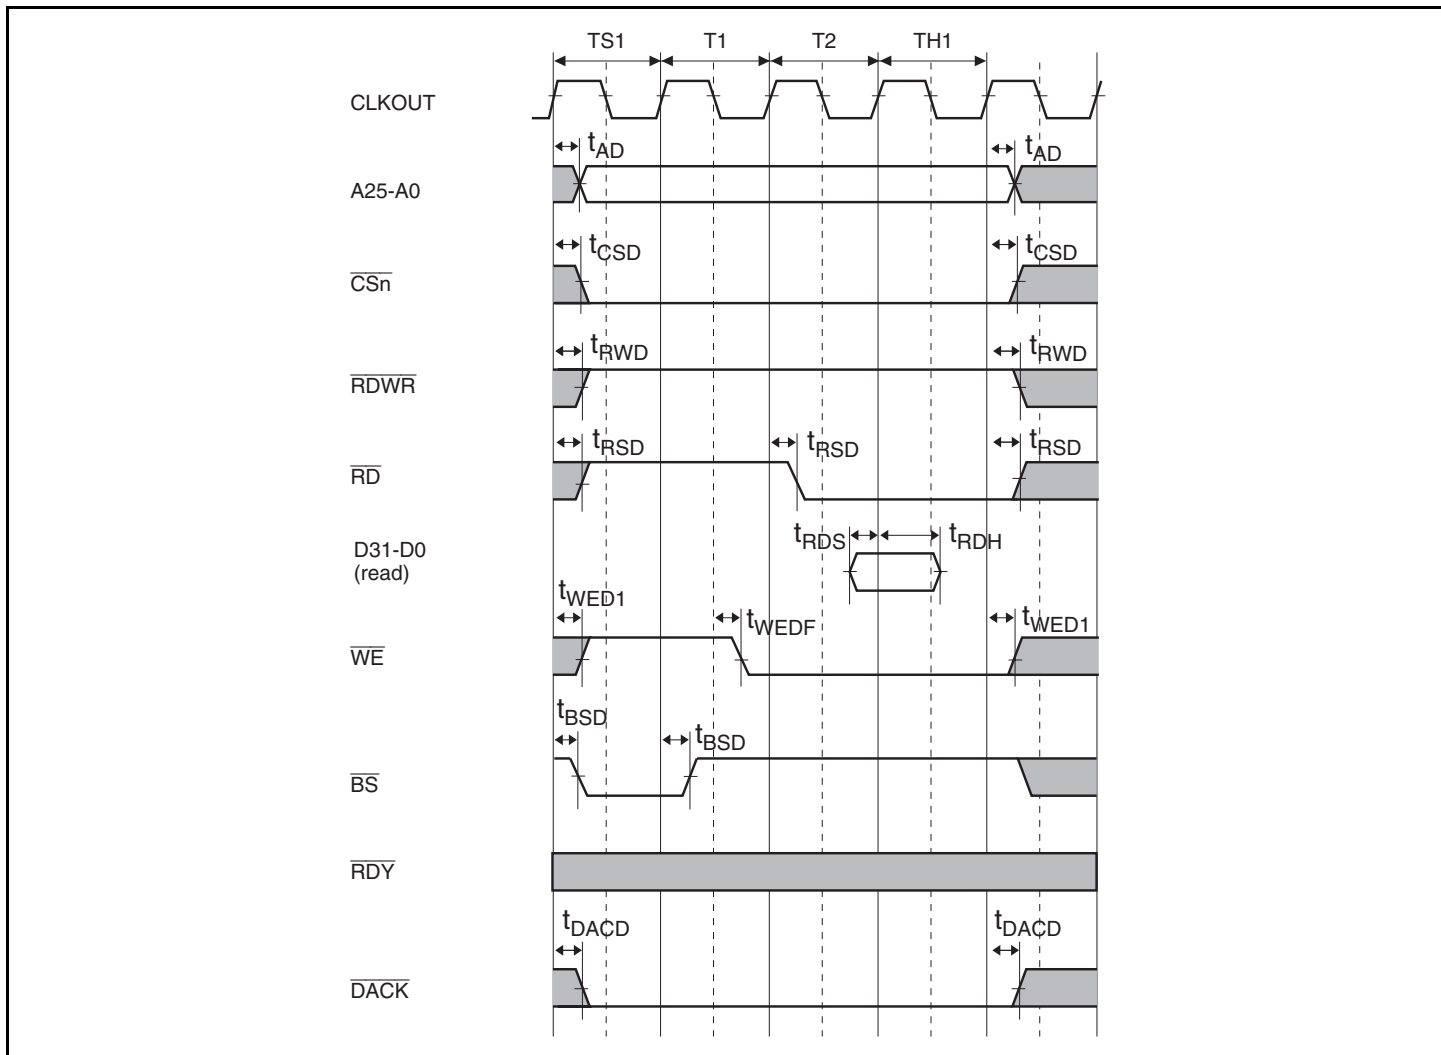 TS1 T1 T2 TH1
CLKOUT
tAD tAD
A25-A0
tCSD tCSD
CSn
tRWD tRWD
RDWR
tRSD tRSD tRSD
RD
tRDS tRDH
D31-D0
(read)
tWED1 tWEDF tWED1
WE
tBSD tBSD
BS
RDY
tDACD tDACD
DACK